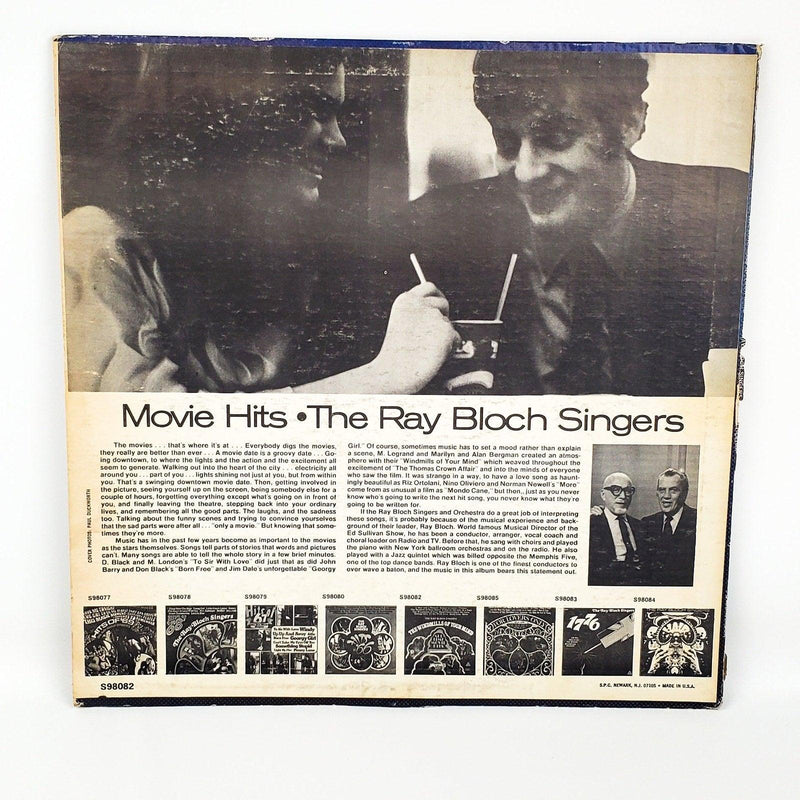 Movie Hits • The Ray Bloch Singers
The movies . . . that's where it's at . . . Everybody digs the movies,
they really are better than ever . . . A movie date is a groovy date . . . Go-
ing downtown, to where the lights and the action and the excitement all
seem to generate. Walking out into the heart of the city . . . electricity all
around you . . . part of you . . . lights shining not just at you, but from within
you. That's a swinging downtown movie date. Then, getting involved in
the picture, seeing yourself up on the screen, being somebody else for a
couple of hours, forgetting everything except what's going on in front of
you, and finally leaving the theatre, stepping back into your ordinary
lives, and remembering all the good parts. The laughs, and the sadness
too. Talking about the funny scenes and trying to convince yourselves
that the sad parts were after all . . . "only a movie." But knowing that some-
times they're more.
Music has in the past few years become as important to the movies
as the stars themselves. Songs tell parts of stories that words and pictures
can't. Many songs are able to tell the whole story in a few brief minutes.
D. Black and M. London's "To Sir With Love" did just that as did John
Barry and Don Black's "Born Free" and Jim Dale's unforgettable "Georgy
Girl." Of course, sometimes music has to set a mood rather than explain
a scene, M. Legrand and Marilyn and Alan Bergman created an atmos-
phere with their "Windmills of Your Mind" which weaved throughout the
excitement of "The Thomas Crown Affair" and into the minds of everyone
who saw the film. It was strange in a way, to have a love song as haunt-
ingly beautiful as Riz Ortolani, Nino Oliviero and Norman Newell's "More"
come from as unusual a film as "Mondo Cane," but then...just as you never
know who's going to write the next hit song, you never know what they're
going to be written for.
If the Ray Bloch Singers and Orchestra do a great job of interpreting
these songs, it's probably because of the musical experience and back-
ground of their leader, Ray Bloch. World famous Musical Director of the
Ed Sullivan Show, he has been a conductor, arranger, vocal coach and
choral leader on Radio and TV. Before that, he sang with choirs and played
the piano with New York ballroom orchestras and on the radio. He also
played with a Jazz quintet which was billed opposite the Memphis Five,
one of the top dance bands. Ray Bloch is one of the finest conductors to
ever wave a baton, and the music in this album bears this statement out.
COVER PHOTOS: PAUL DUCKWORTH
S98077
S98078
S98079
S98080
S98082
S98085
S98083
S98084
The Ray Bloch Singers
Windy
Up, Up And Away
Georgy Girl
Something Stupid
THE WINDMILLS OF YOUR MIND
The Ray Bloch Singers
1776
S98082
S.P.C. NEWARK, N.J. 07105 • MADE IN U.S.A.